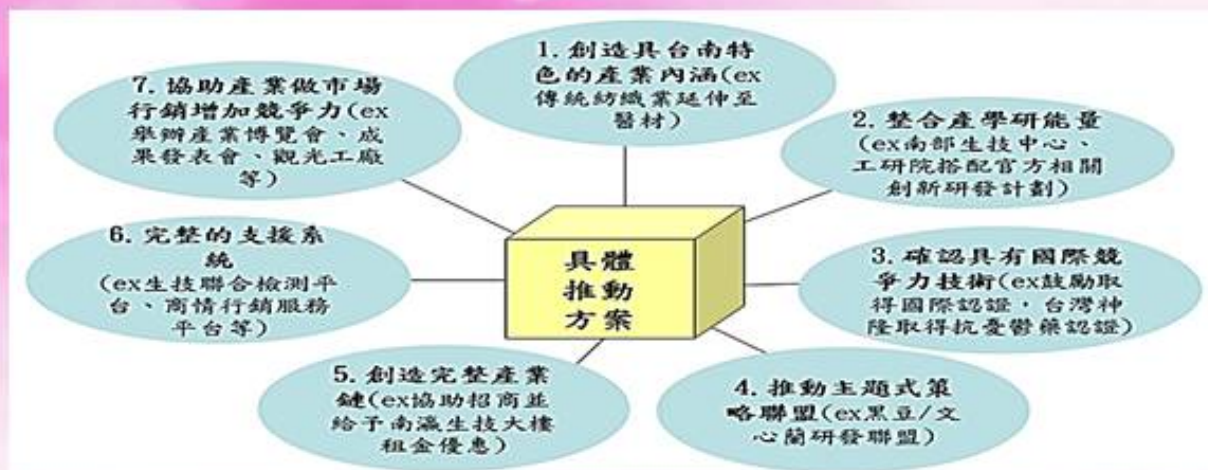 1. 創造具台南特
色的產業內涵(ex
傳統紡織業延伸至
醫材)
2. 整合產學研能量
(ex南部生技中心、
工研院搭配官方相關
創新研發計劃)
3. 確認具有國際競
爭力技術(ex鼓勵取
得國際認證，台灣神
隆取得抗憂鬱藥認證)
4. 推動主題式策
略聯盟(ex黑豆/文
心蘭研發聯盟)
5. 創造完整產業
鏈(ex協助招商並
給予南瀛生技大樓
租金優惠)
6. 完整的支援系
統
(ex生技聯合檢測平
台、商情行銷服務
平台等)
7. 協助產業做市場
行銷增加競爭力(ex
舉辦產業博覽會、成
果發表會、觀光工廠
等)
具體
推動
方案